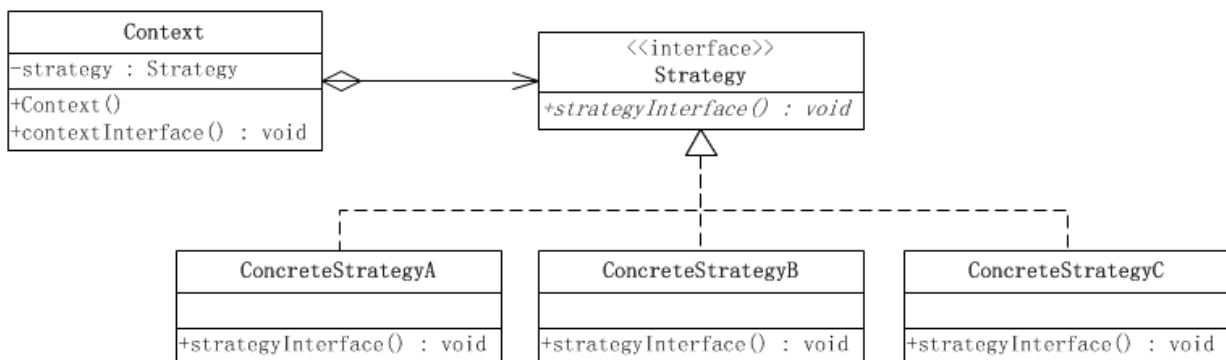 Context
-strategy : Strategy
+Context()
+contextInterface() : void
<<interface>>
Strategy
+strategyInterface() : void
ConcreteStrategyA
+strategyInterface() : void
ConcreteStrategyB
+strategyInterface() : void
ConcreteStrategyC
+strategyInterface() : void